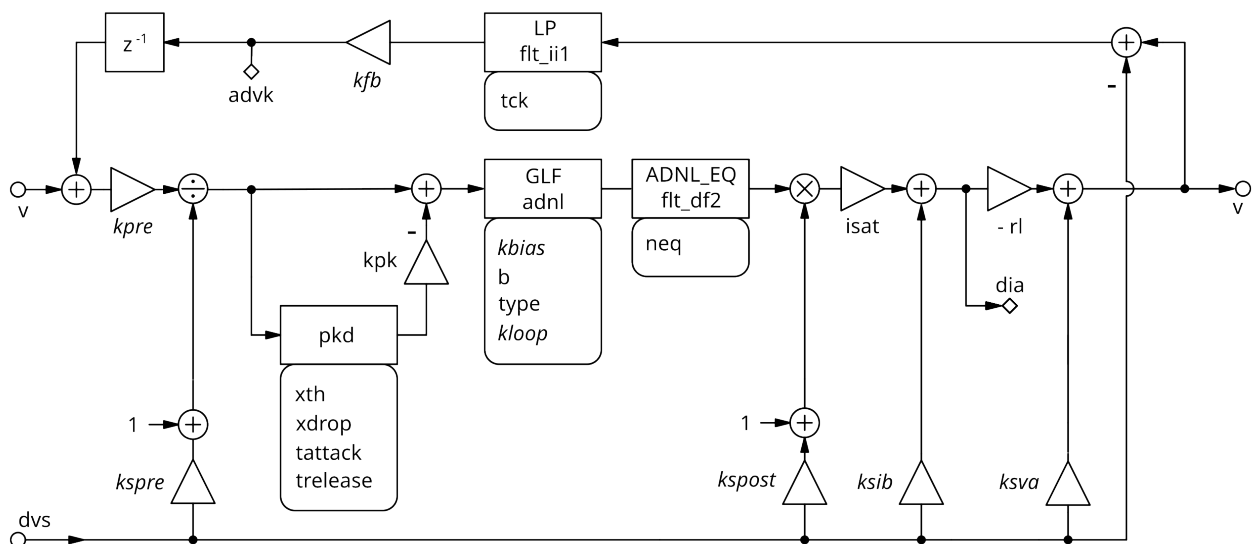 z⁻¹
advk
kfb
LP
flt_ii1
tck
+
-
v
+
kpre
÷
kpk
-
+
GLF
adnl
kbias
b
type
kloop
ADNL_EQ
flt_df2
neq
×
isat
+
- rl
+
v
dia
pkd
xth
xdrop
tattack
trelease
1
+
kspre
1
+
kspost
ksib
ksva
dvs